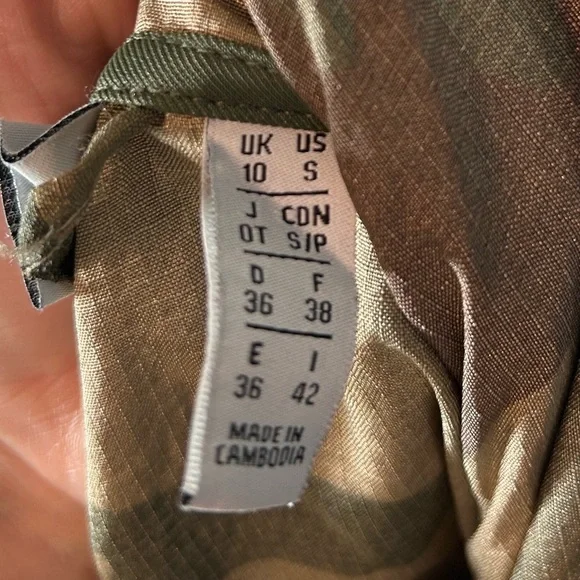 UK US
10 S
J CDN
OT S/P
D F
36 38
E I
36 42
MADE IN
CAMBODIA